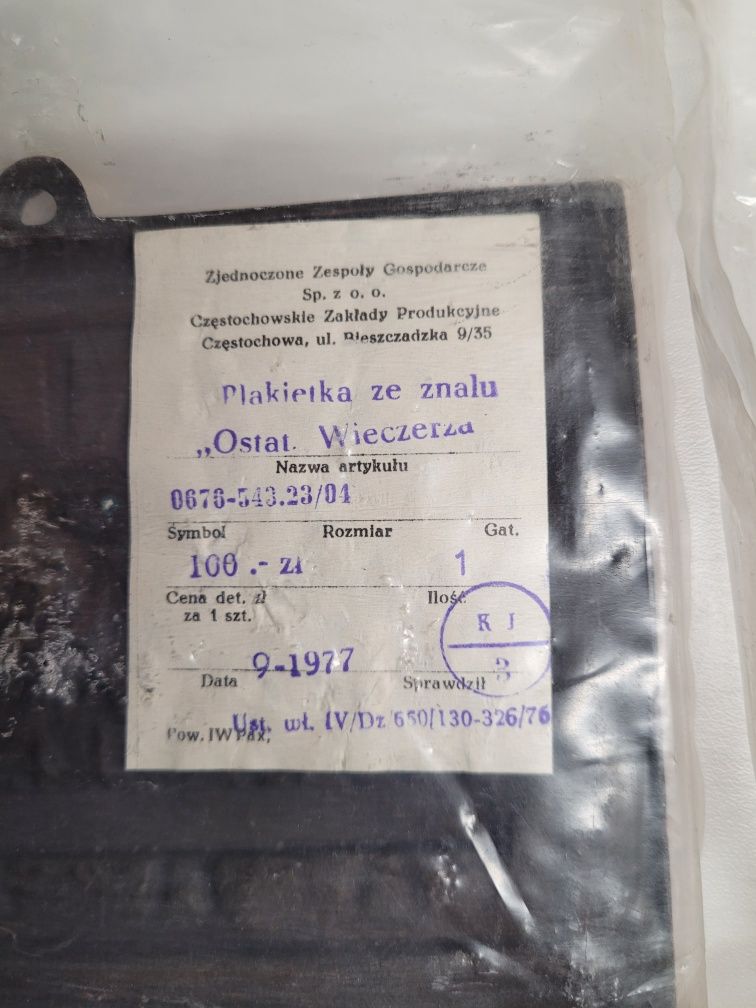 Zjednoczone Zespoły Gospodarcze
Sp. z o. o.
Częstochowskie Zakłady Produkcyjne
Częstochowa, ul. Bieszczadzka 9/35
Plakietka ze znalu
„Ostat. Wieczerza
Nazwa artykułu
0676-543.23/04
Symbol Rozmiar Gat.
100.- zł 1
Cena det. zł Ilość
za 1 szt.
K J
3
9-1977
Data Sprawdził
Ust. wł. IV/Dz 650/130-326/76
Pow. IW Pax,